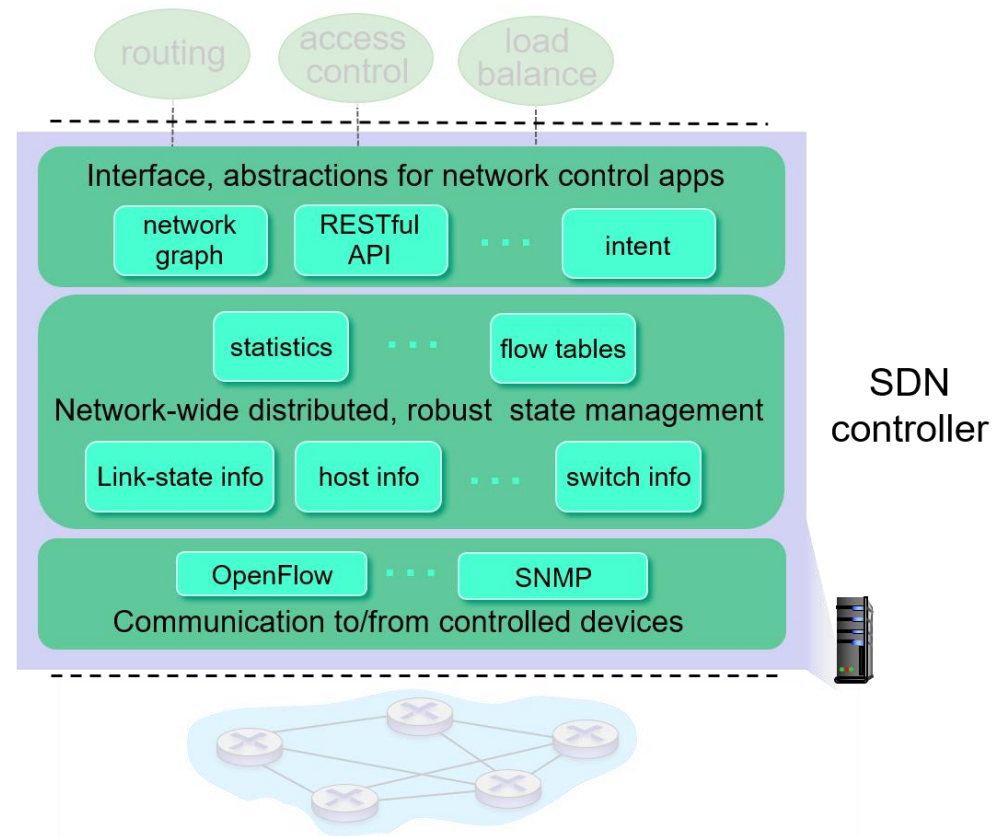 routing
access
control
load
balance
Interface, abstractions for network control apps
network
graph
RESTful
API
. . .
intent
statistics
. . .
flow tables
Network-wide distributed, robust  state management
Link-state info
host info
. . .
switch info
OpenFlow
. . .
SNMP
Communication to/from controlled devices
SDN
controller